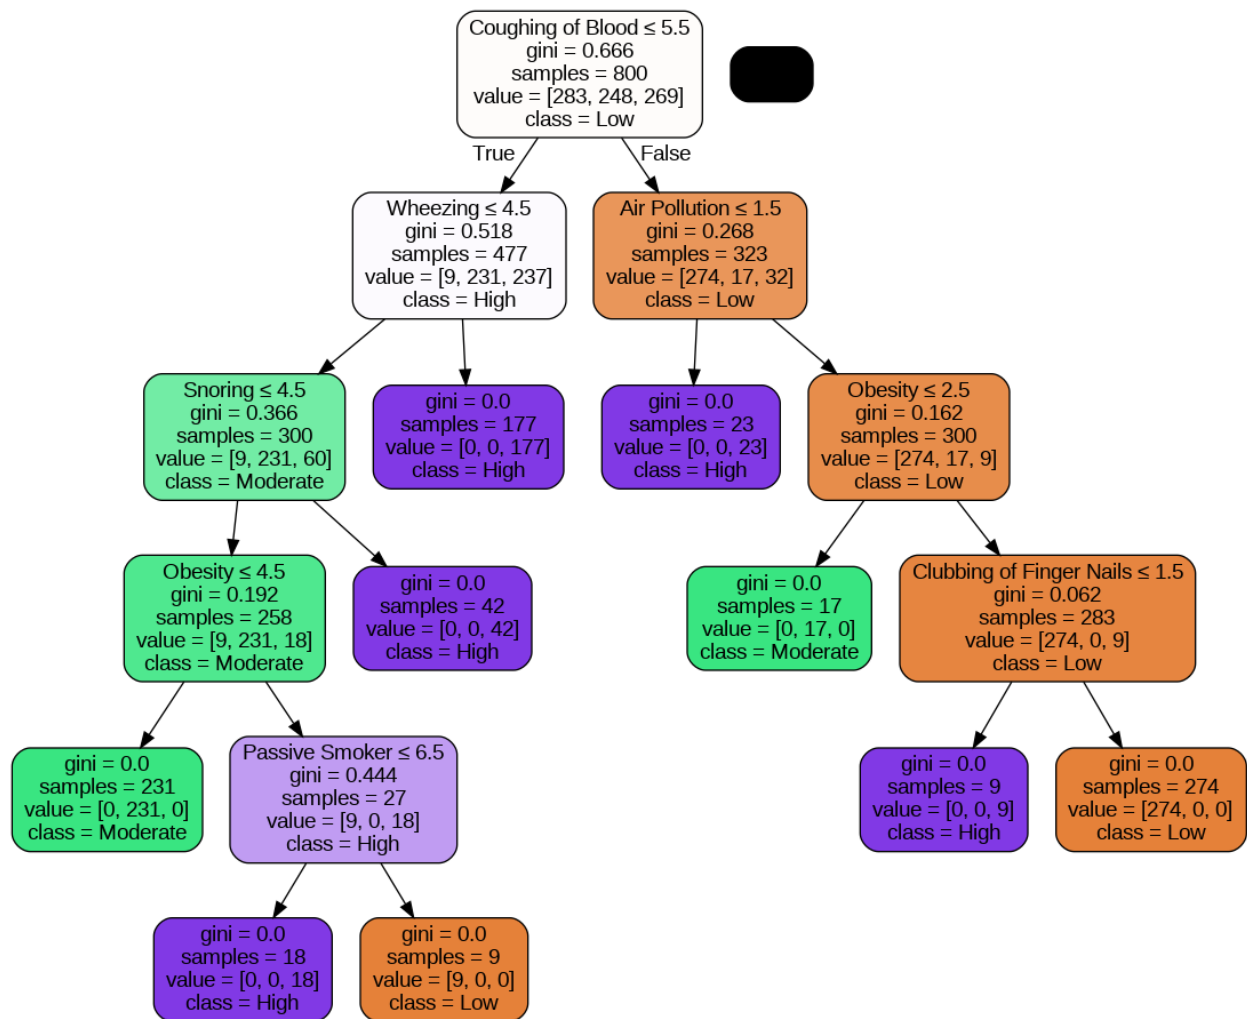 Coughing of Blood ≤ 5.5
gini = 0.666
samples = 800
value = [283, 248, 269]
class = Low
True
False
Wheezing ≤ 4.5
gini = 0.518
samples = 477
value = [9, 231, 237]
class = High
Air Pollution ≤ 1.5
gini = 0.268
samples = 323
value = [274, 17, 32]
class = Low
Snoring ≤ 4.5
gini = 0.366
samples = 300
value = [9, 231, 60]
class = Moderate
gini = 0.0
samples = 177
value = [0, 0, 177]
class = High
gini = 0.0
samples = 23
value = [0, 0, 23]
class = High
Obesity ≤ 2.5
gini = 0.162
samples = 300
value = [274, 17, 9]
class = Low
Obesity ≤ 4.5
gini = 0.192
samples = 258
value = [9, 231, 18]
class = Moderate
gini = 0.0
samples = 42
value = [0, 0, 42]
class = High
gini = 0.0
samples = 17
value = [0, 17, 0]
class = Moderate
Clubbing of Finger Nails ≤ 1.5
gini = 0.062
samples = 283
value = [274, 0, 9]
class = Low
gini = 0.0
samples = 231
value = [0, 231, 0]
class = Moderate
Passive Smoker ≤ 6.5
gini = 0.444
samples = 27
value = [9, 0, 18]
class = High
gini = 0.0
samples = 9
value = [0, 0, 9]
class = High
gini = 0.0
samples = 274
value = [274, 0, 0]
class = Low
gini = 0.0
samples = 18
value = [0, 0, 18]
class = High
gini = 0.0
samples = 9
value = [9, 0, 0]
class = Low